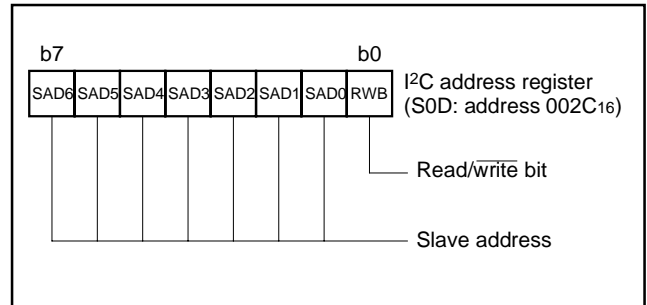 b7 b0
SAD6 SAD5 SAD4 SAD3 SAD2 SAD1 SAD0 RWB
I²C address register
(S0D: address 002C₁₆)
Read/w̅r̅i̅t̅e̅ bit
Slave address